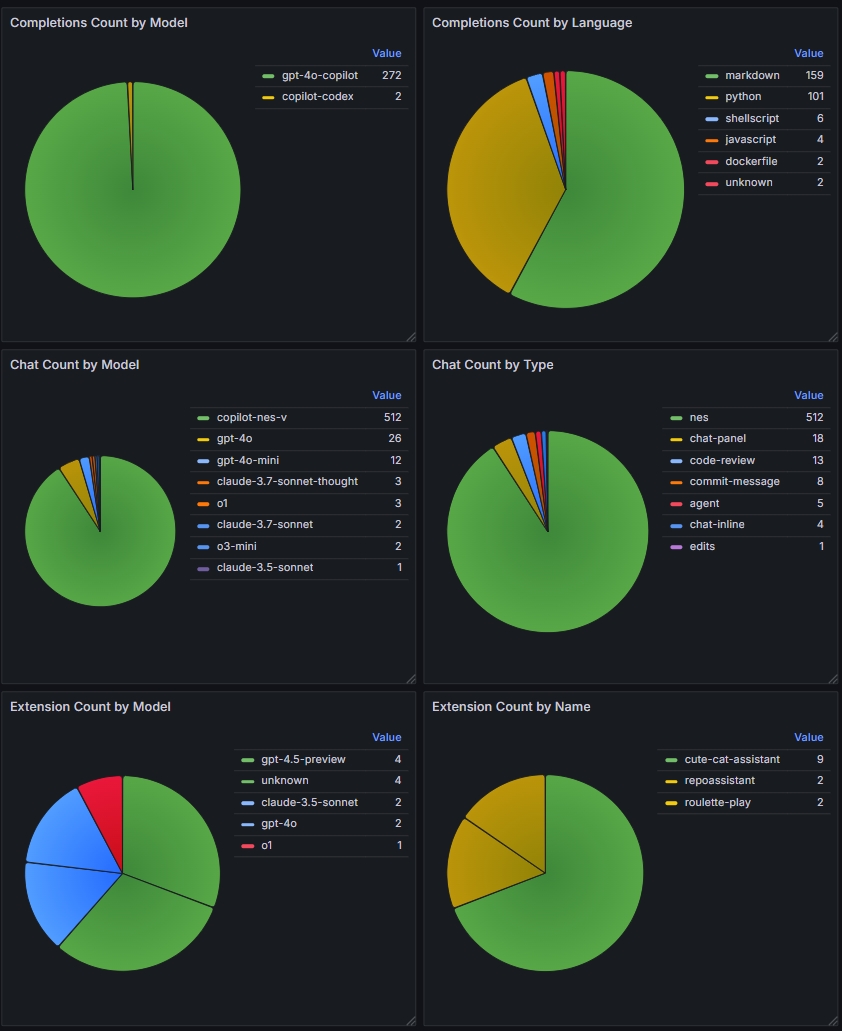 Completions Count by Model
Value
gpt-4o-copilot 272
copilot-codex 2
Completions Count by Language
Value
markdown 159
python 101
shellscript 6
javascript 4
dockerfile 2
unknown 2
Chat Count by Model
Value
copilot-nes-v 512
gpt-4o 26
gpt-4o-mini 12
claude-3.7-sonnet-thought 3
o1 3
claude-3.7-sonnet 2
o3-mini 2
claude-3.5-sonnet 1
Chat Count by Type
Value
nes 512
chat-panel 18
code-review 13
commit-message 8
agent 5
chat-inline 4
edits 1
Extension Count by Model
Value
gpt-4.5-preview 4
unknown 4
claude-3.5-sonnet 2
gpt-4o 2
o1 1
Extension Count by Name
Value
cute-cat-assistant 9
repoassistant 2
roulette-play 2